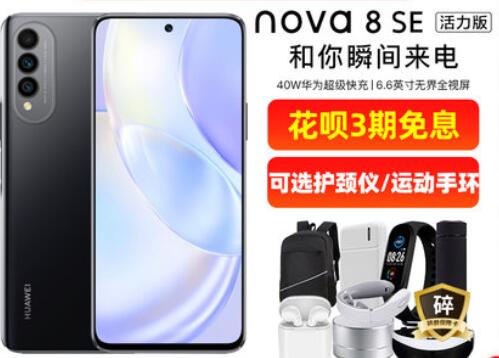 nova 8 SE 活力版
和你瞬间来电
40W华为超级快充 | 6.6英寸无界全视屏
花呗3期免息
可选护颈仪/运动手环
HUAWEI
碎